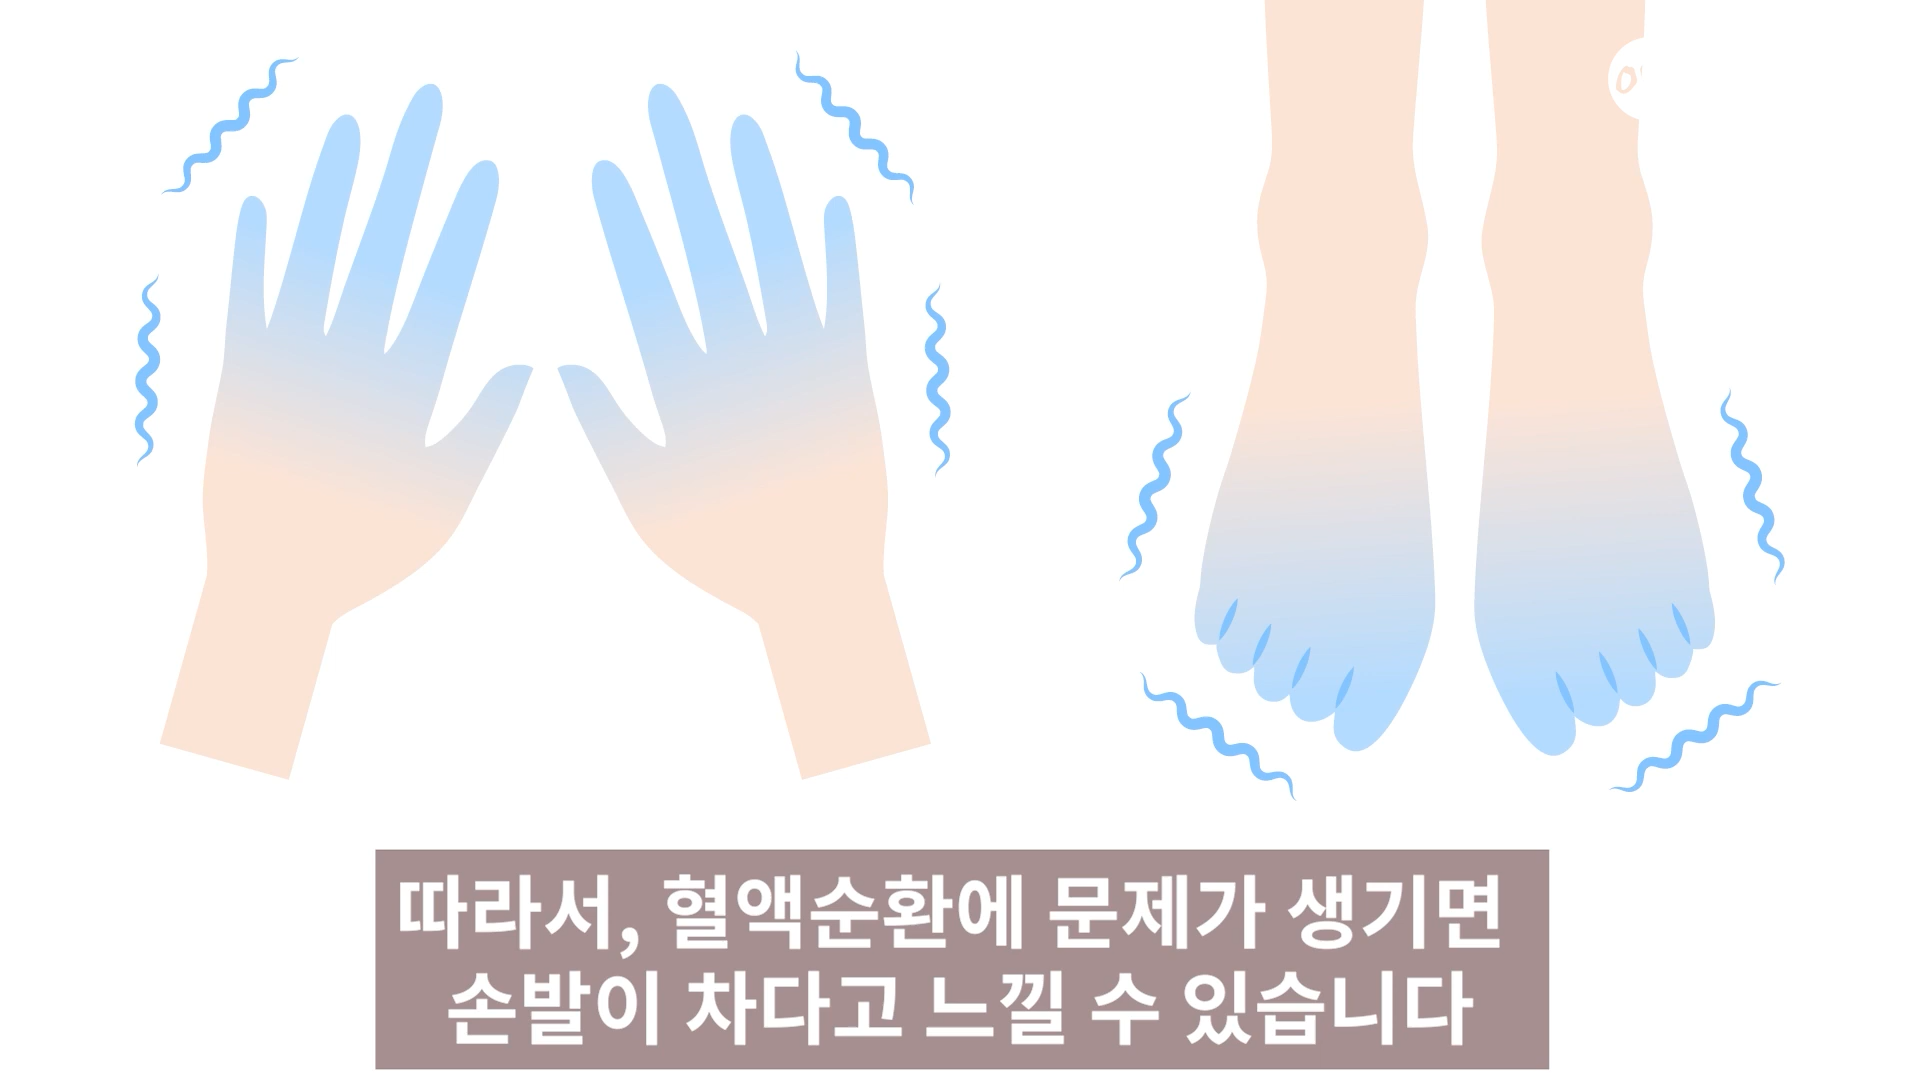 따라서, 혈액순환에 문제가 생기면
손발이 차다고 느낄 수 있습니다